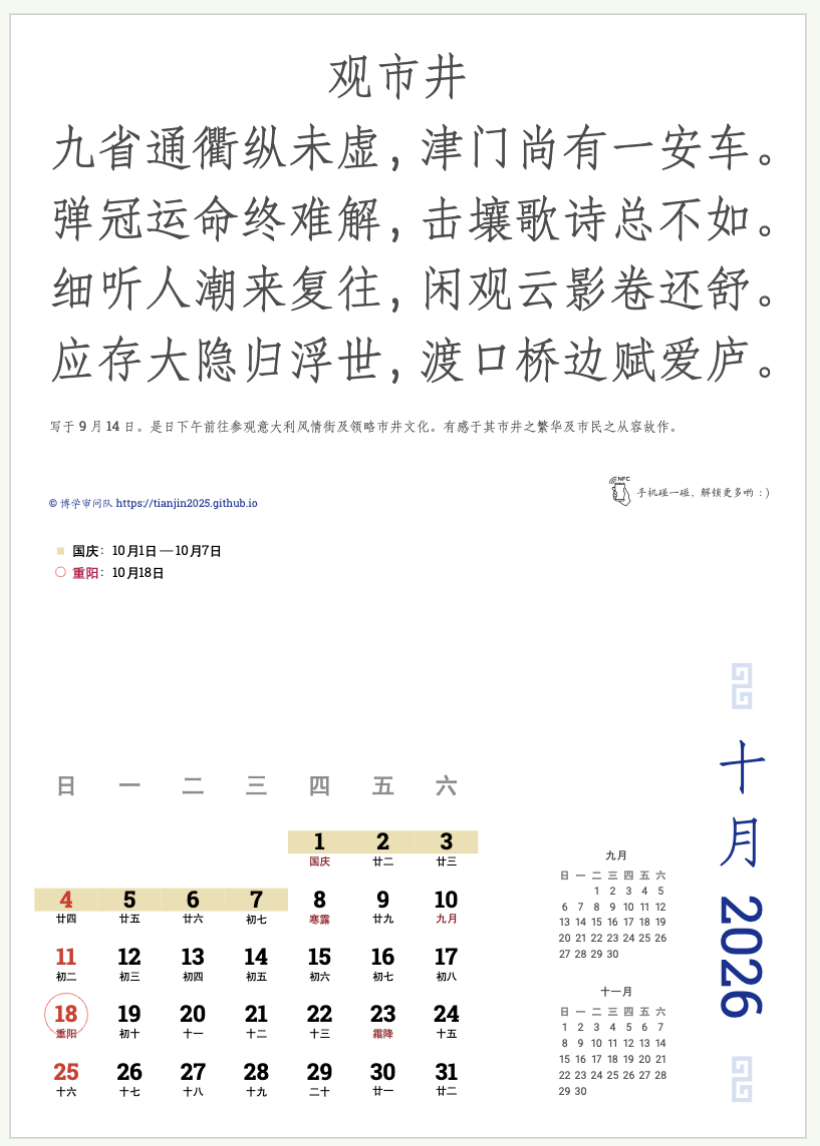 观市井
九省通衢纵未虚，津门尚有一安车。
弹冠运命终难解，击壤歌诗总不如。
细听人潮来复往，闲观云影卷还舒。
应存大隐归浮世，渡口桥边赋爱庐。
写于 9 月 14 日。是日下午前往参观意大利风情街及领略市井文化。有感于其市井之繁华及市民之从容故作。
NFC
手机碰一碰，解锁更多哟 :)
© 博学审问队 https://tianjin2025.github.io
国庆：10月1日—10月7日
重阳：10月18日
十月 2026
日 一 二 三 四 五 六
1 2 3
国庆 廿二 廿三
4 5 6 7 8 9 10
廿四 廿五 廿六 初七 寒露 廿九 九月
11 12 13 14 15 16 17
初二 初三 初四 初五 初六 初七 初八
18 19 20 21 22 23 24
重阳 初十 十一 十二 十三 霜降 十五
25 26 27 28 29 30 31
十六 十七 十八 十九 二十 廿一 廿二
九月
日 一 二 三 四 五 六
1 2 3 4 5
6 7 8 9 10 11 12
13 14 15 16 17 18 19
20 21 22 23 24 25 26
27 28 29 30
十一月
日 一 二 三 四 五 六
1 2 3 4 5 6 7
8 9 10 11 12 13 14
15 16 17 18 19 20 21
22 23 24 25 26 27 28
29 30